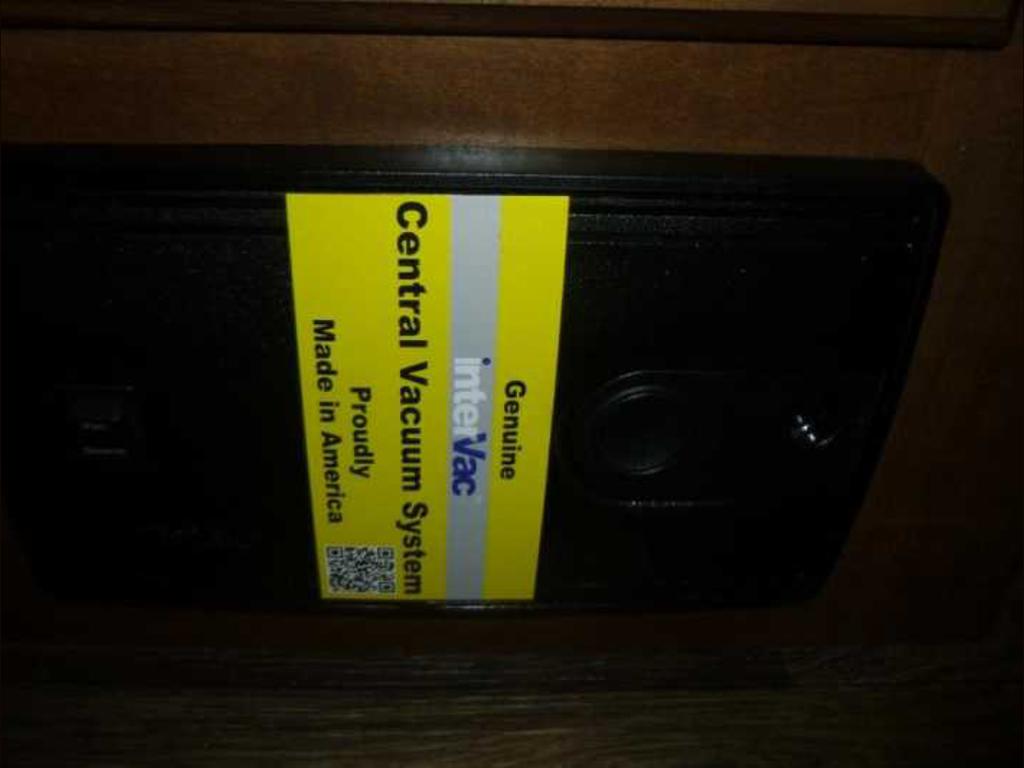 Genuine
interVac
Central Vacuum System
Proudly
Made in America